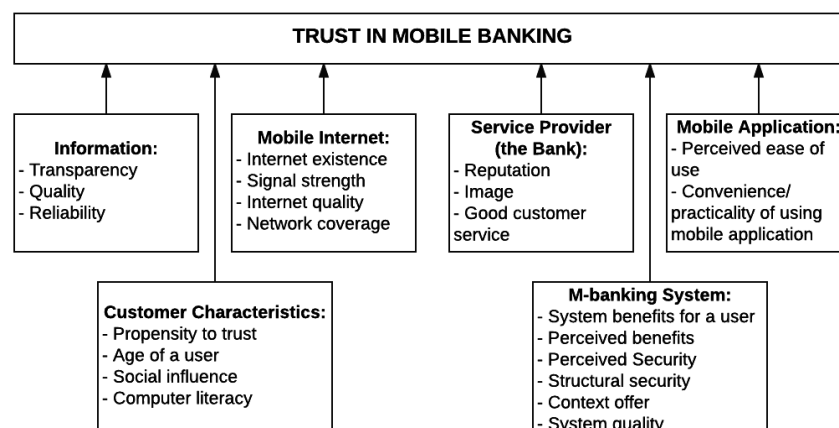 TRUST IN MOBILE BANKING
Information:
- Transparency
- Quality
- Reliability
Mobile Internet:
- Internet existence
- Signal strength
- Internet quality
- Network coverage
Service Provider
(the Bank):
- Reputation
- Image
- Good customer
service
Mobile Application:
- Perceived ease of
use
- Convenience/
practicality of using
mobile application
Customer Characteristics:
- Propensity to trust
- Age of a user
- Social influence
- Computer literacy
M-banking System:
- System benefits for a user
- Perceived benefits
- Perceived Security
- Structural security
- Context offer
- System quality